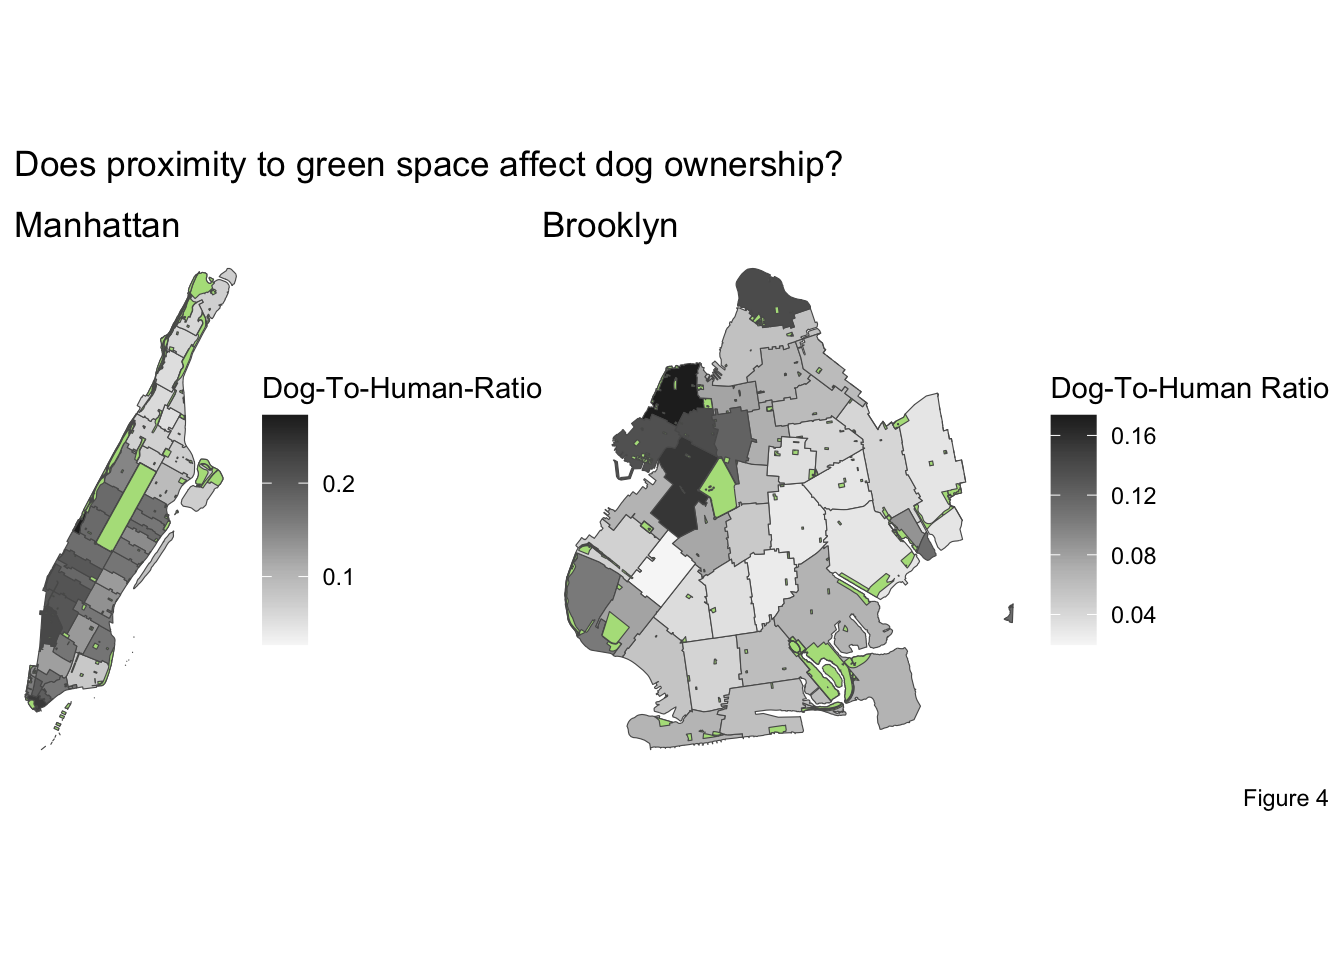 Does proximity to green space affect dog ownership?
Manhattan
Brooklyn
Dog-To-Human-Ratio
0.2
0.1
Dog-To-Human Ratio
0.16
0.12
0.08
0.04
Figure 4